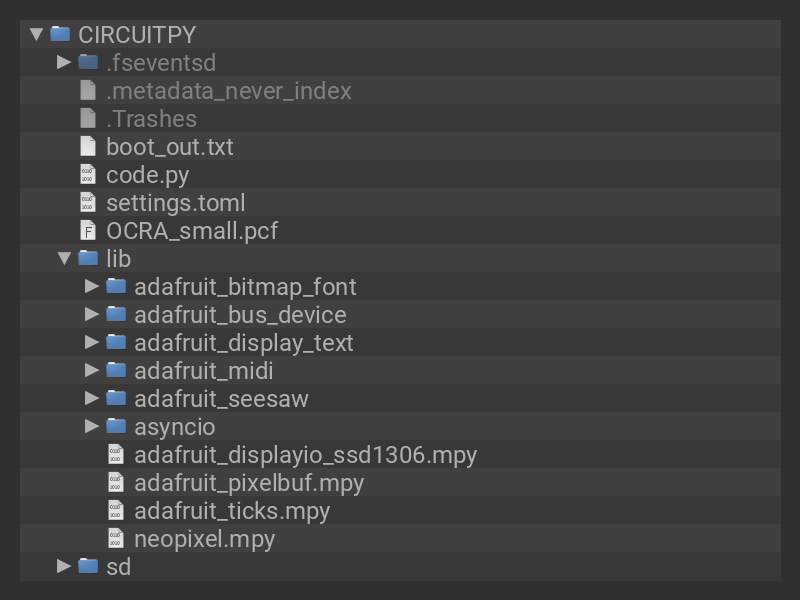 CIRCUITPY
.fseventsd
.metadata_never_index
.Trashes
boot_out.txt
code.py
settings.toml
OCRA_small.pcf
lib
adafruit_bitmap_font
adafruit_bus_device
adafruit_display_text
adafruit_midi
adafruit_seesaw
asyncio
adafruit_displayio_ssd1306.mpy
adafruit_pixelbuf.mpy
adafruit_ticks.mpy
neopixel.mpy
sd